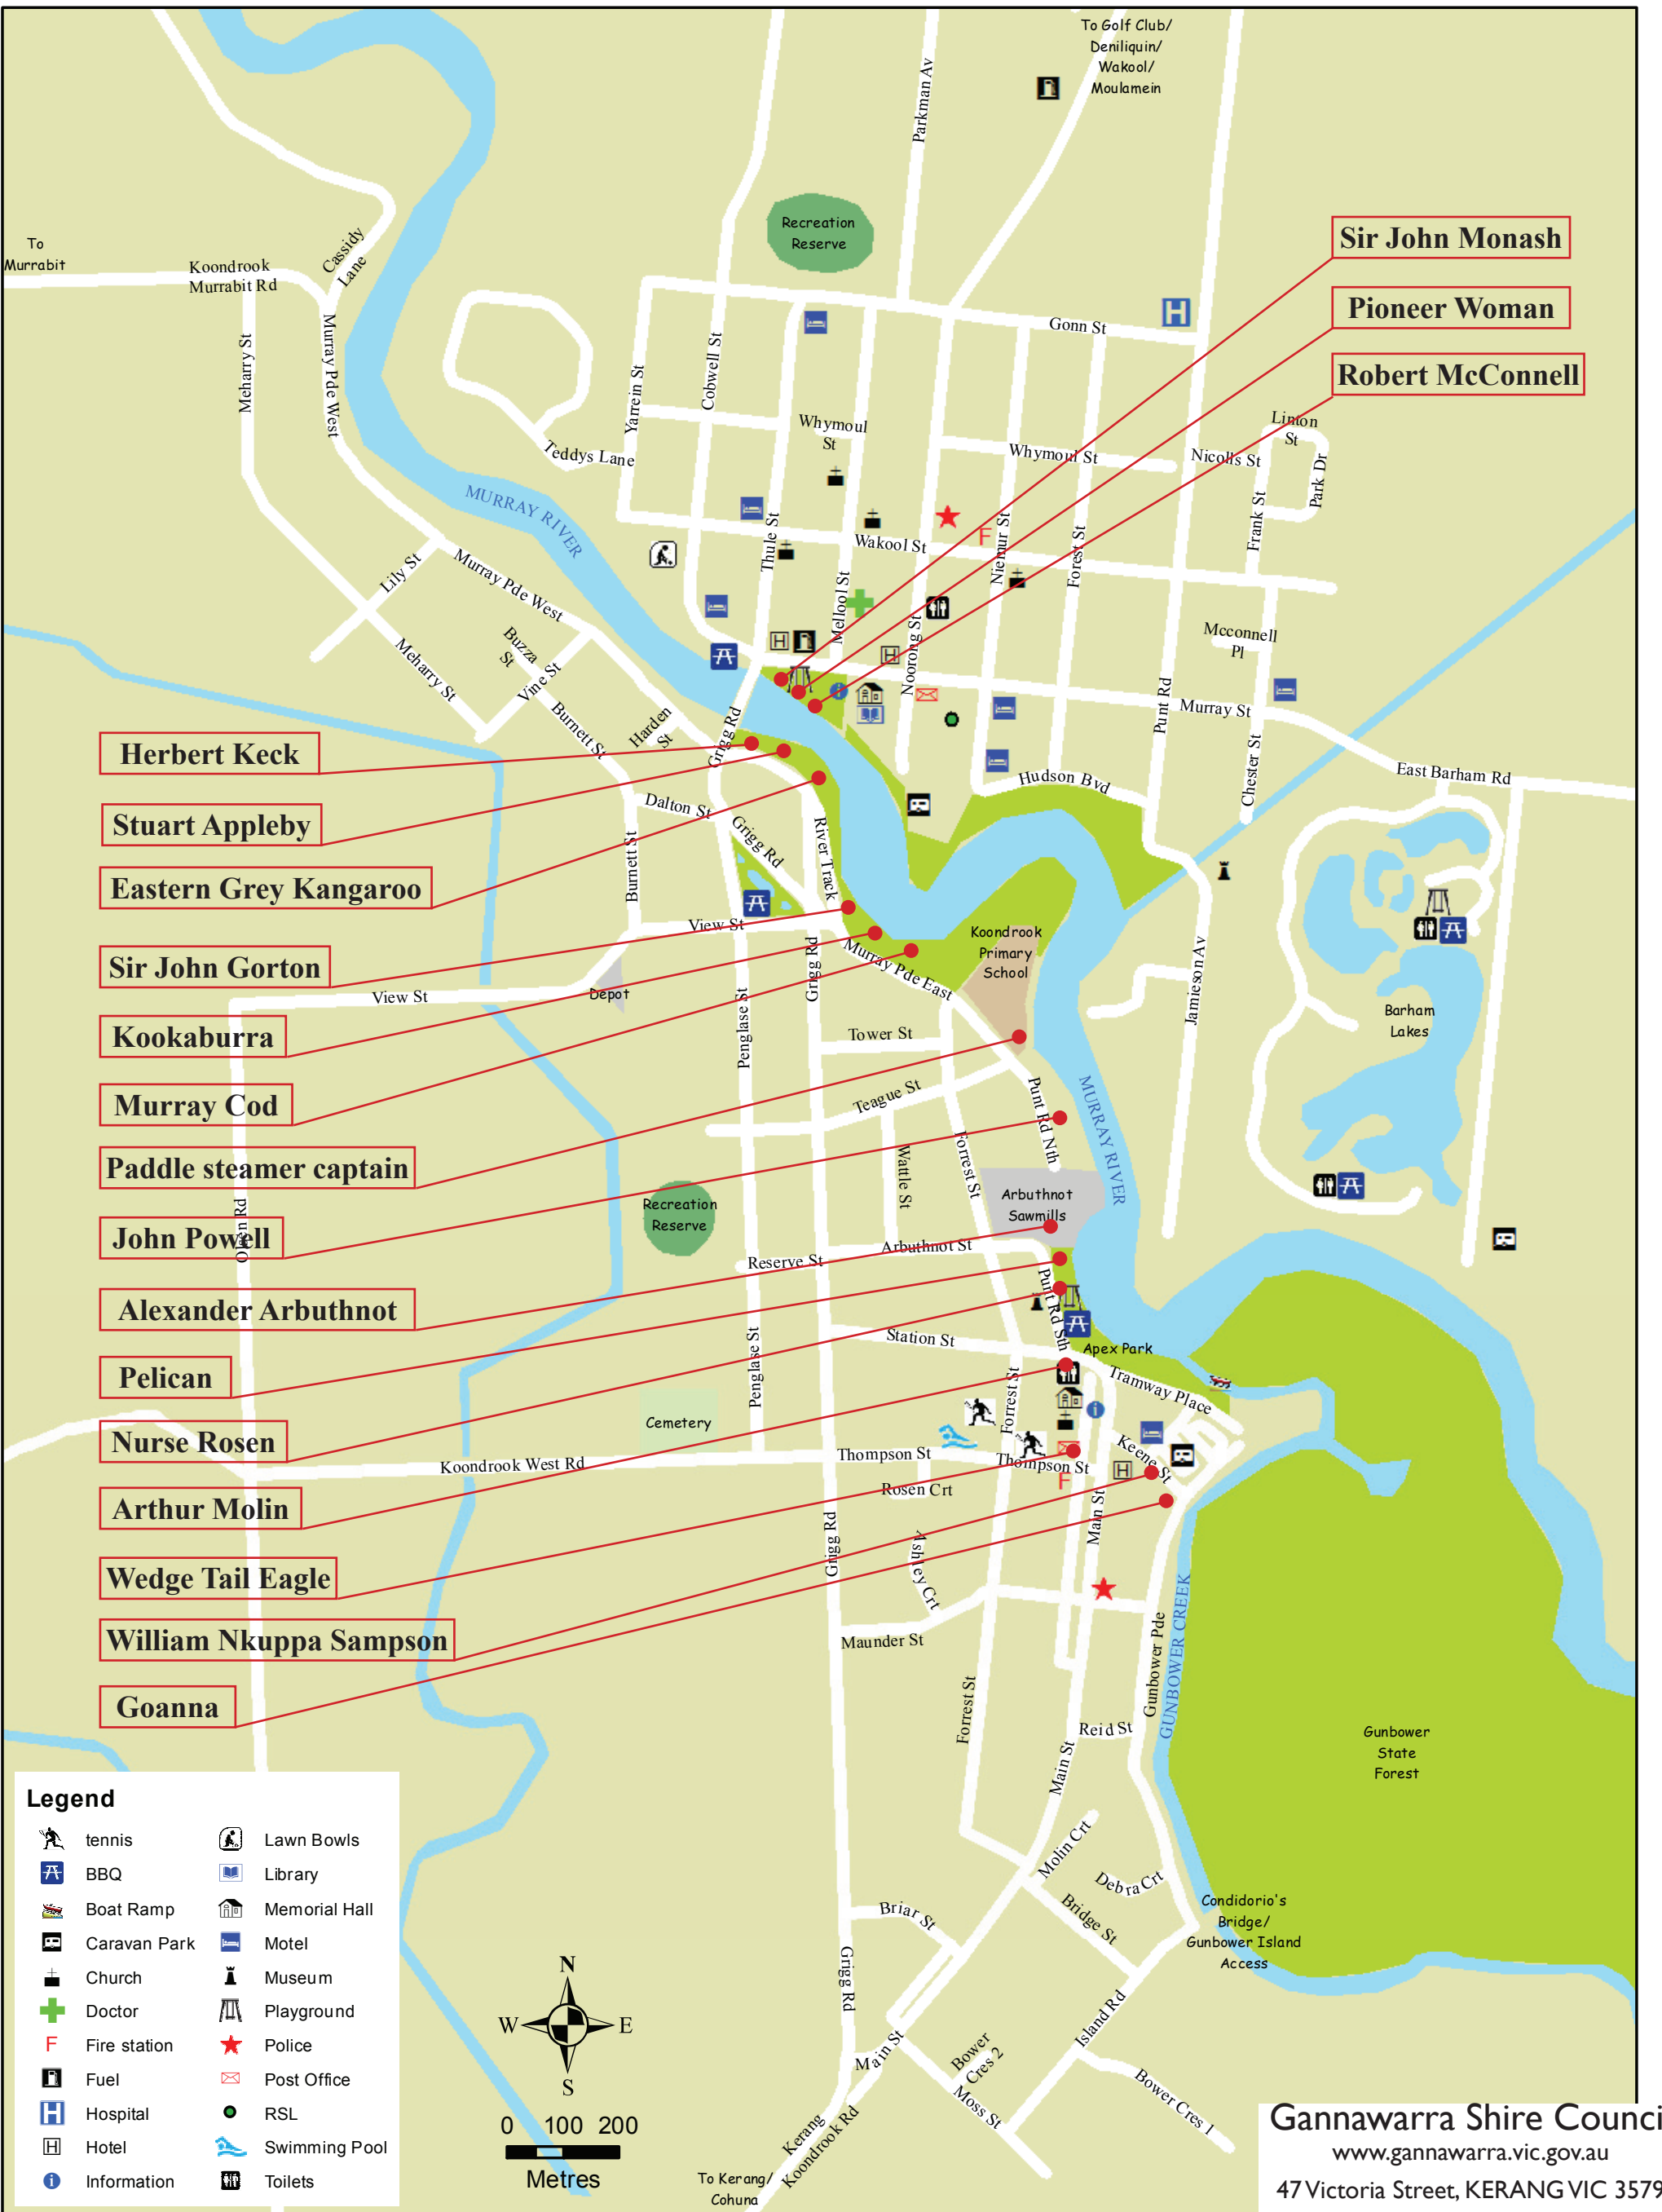 To Golf Club/
Deniliquin/
Wakool/
Moulamein
Parkman Av
Recreation
Reserve
To
Murrabit
Koondrook
Murrabit Rd
Cassidy
Lane
Sir John Monash
Pioneer Woman
Robert McConnell
Meharry St
Murray Pde West
Yarrein St
Cobwell St
Gonn St
Whymoul
St
Whymoul St
Linton
St
Nicolls St
Park Dr
Frank St
Teddys Lane
MURRAY RIVER
Thule St
Wakool St
F
Niemur St
Forest St
Lily St
Murray Pde West
Mellool St
Noorong St
Mcconnell
Pl
Buzza
St
Vine St
Meharry St
Burnett St
Harden
St
Grigg Rd
Punt Rd
Murray St
Chester St
East Barham Rd
Hudson Bvd
Herbert Keck
Stuart Appleby
Eastern Grey Kangaroo
Dalton St
Grigg Rd
River Track
Burnett St
View St
Sir John Gorton
Kookaburra
Murray Cod
Paddle steamer captain
John Powell
Alexander Arbuthnot
Pelican
Nurse Rosen
Arthur Molin
Wedge Tail Eagle
William Nkuppa Sampson
Goanna
Koondrook
Primary
School
Murray Pde East
Grigg Rd
Depot
View St
Penglase St
Tower St
Jamieson Av
Barham
Lakes
Teague St
Punt Rd Nth
MURRAY RIVER
Wattle St
Forrest St
Arbuthnot
Sawmills
Recreation
Reserve
Olsen Rd
Reserve St
Arbuthnot St
Punt Rd Sth
Station St
Apex Park
Penglase St
Forrest St
Tramway Place
Cemetery
Koondrook West Rd
Thompson St
Thompson St
Keene St
F
Rosen Crt
Main St
Grigg Rd
Ashley Crt
Maunder St
Gunbower Pde
GUNBOWER CREEK
Forrest St
Reid St
Main St
Gunbower
State
Forest
Molin Crt
Debra Crt
Bridge St
Condidorio's
Bridge/
Gunbower Island
Access
Briar St
Grigg Rd
Island Rd
Main St
Bower
Cres 2
Moss St
Bower Cres 1
Kerang
Koondrook Rd
To Kerang/
Cohuna
Legend
tennis
Lawn Bowls
BBQ
Library
Boat Ramp
Memorial Hall
Caravan Park
Motel
Church
Museum
Doctor
Playground
F Fire station
Police
Fuel
Post Office
H Hospital
RSL
H Hotel
Swimming Pool
i Information
Toilets
N
W E
S
0 100 200
Metres
Gannawarra Shire Counci
www.gannawarra.vic.gov.au
47 Victoria Street, KERANG VIC 3579